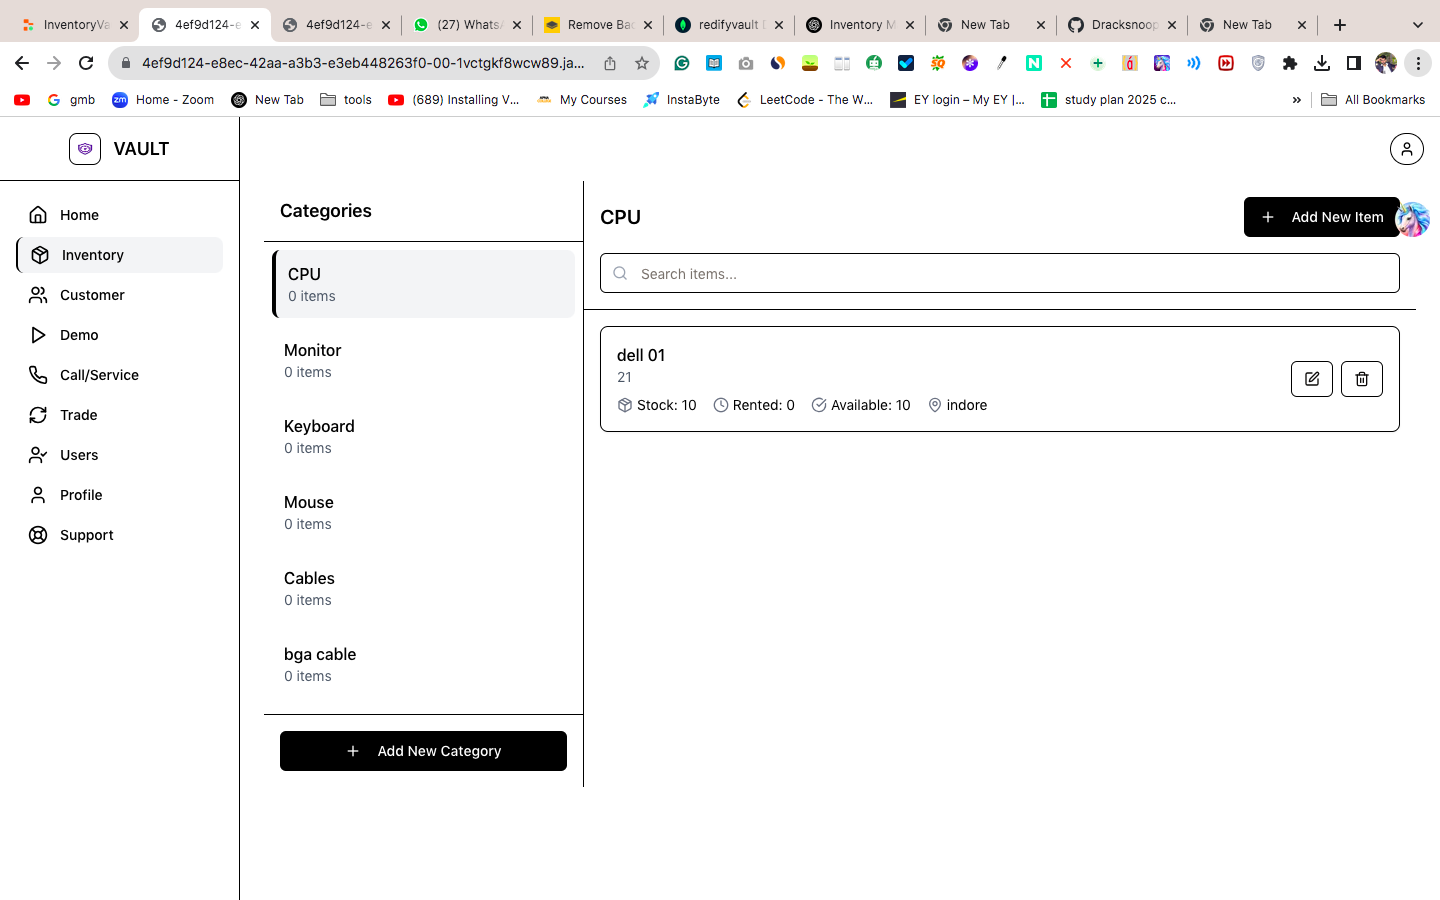 InventoryVa
4ef9d124-e
4ef9d124-e
(27) Whats
Remove Bac
redifyvault
Inventory M
New Tab
Dracksnoop
New Tab
4ef9d124-e8ec-42aa-a3b3-e3eb448263f0-00-1vctgkf8wcw89.ja...
gmb
Home - Zoom
New Tab
tools
(689) Installing V...
My Courses
InstaByte
LeetCode - The W...
EY login – My EY |...
study plan 2025 c...
»
All Bookmarks
VAULT
Home
Inventory
Customer
Demo
Call/Service
Trade
Users
Profile
Support
Categories
CPU
0 items
Monitor
0 items
Keyboard
0 items
Mouse
0 items
Cables
0 items
bga cable
0 items
Add New Category
CPU
Add New Item
Search items...
dell 01
21
Stock: 10 Rented: 0 Available: 10 indore